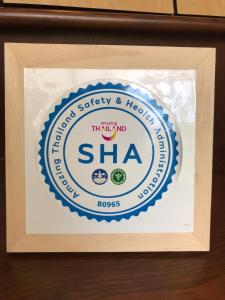 Amazing Thailand Safety & Health Administration
amazing
THAILAND
SHA
B0965